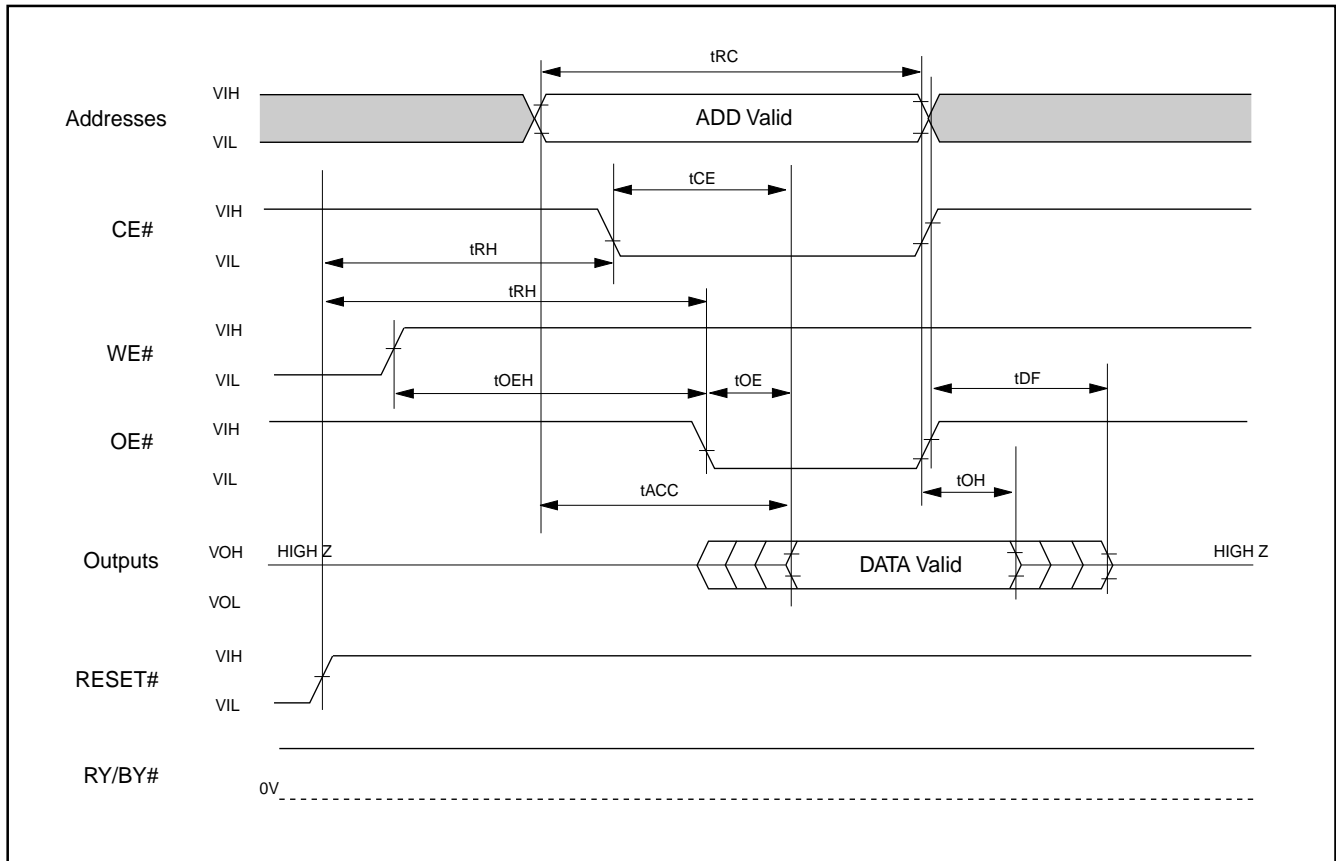 tRC
VIH
Addresses
ADD Valid
VIL
tCE
VIH
CE#
tRH
VIL
tRH
VIH
WE#
VIL
tOEH
tOE
tDF
VIH
OE#
VIL
tACC
tOH
VOH
HIGH Z
HIGH Z
Outputs
DATA Valid
VOL
VIH
RESET#
VIL
RY/BY#
0V